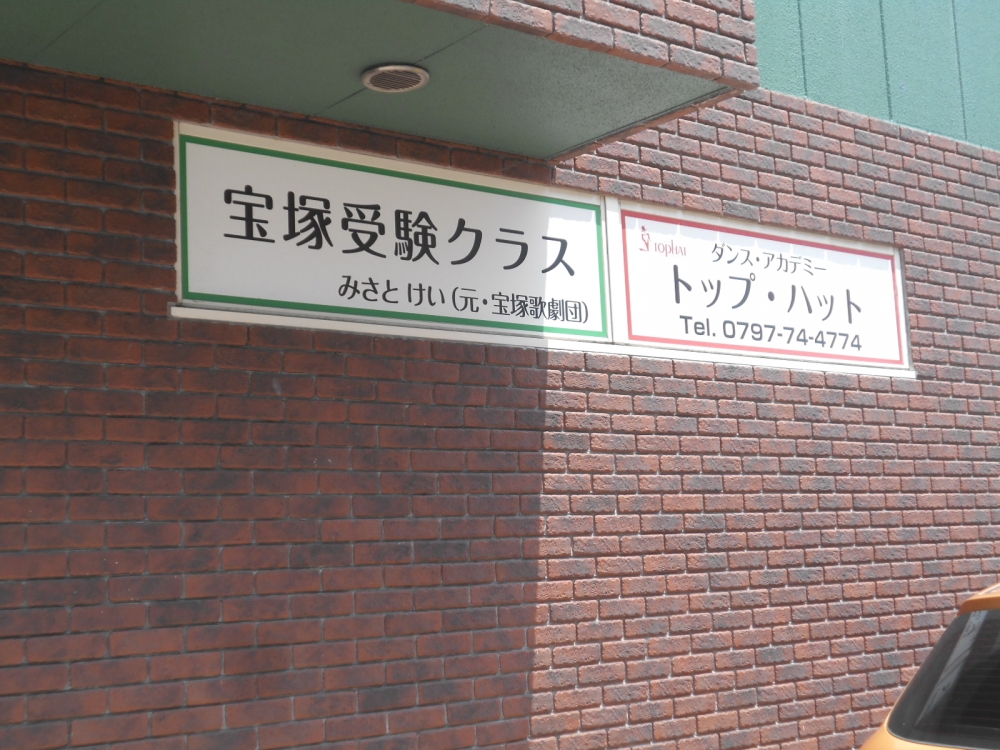 宝塚受験クラス
みさと けい (元・宝塚歌劇団)
TOPHAT
ダンス・アカデミー
トップ・ハット
Tel. 0797-74-4774